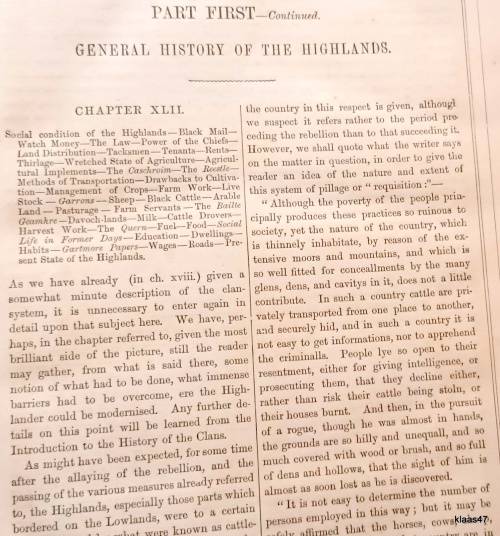 PART FIRST—Continued.
GENERAL HISTORY OF THE HIGHLANDS.
CHAPTER XLII.
Social condition of the Highlands—Black Mail—
Watch Money—The Law—Power of the Chiefs—
Land Distribution—Tacksmen—Tenants—Rents—
Thirlage—Wretched State of Agriculture—Agricul-
tural Implements—The Caschroim—The Reestle—
Methods of Transportation—Drawbacks to Cultiva-
tion—Management of Crops—Farm Work—Live
Stock—Garrons—Sheep—Black Cattle—Arable
Land—Pasturage—Farm Servants—The Bailie
Geamhre—Davoch-lands—Milk—Cattle Drovers—
Harvest Work—The Quern—Fuel—Food—Social
Life in Former Days—Education—Dwellings—
Habits—Gartmore Papers—Wages—Roads—Pre-
sent State of the Highlands.
As we have already (in ch. xviii.) given a
somewhat minute description of the clan-
system, it is unnecessary to enter again in
detail upon that subject here. We have, per-
haps, in the chapter referred to, given the most
brilliant side of the picture, still the reader
may gather, from what is said there, some
notion of what had to be done, what immense
barriers had to be overcome, ere the High-
lander could be modernised. Any further de-
tails on this point will be learned from the
Introduction to the History of the Clans.
As might have been expected, for some time
after the allaying of the rebellion, and the
passing of the various measures already referred
to, the Highlands, especially those parts which
bordered on the Lowlands, were to a certain
what were known as cattle-
the country in this respect is given, although
we suspect it refers rather to the period pre-
ceding the rebellion than to that succeeding it.
However, we shall quote what the writer says
on the matter in question, in order to give the
reader an idea of the nature and extent of
this system of pillage or "requisition:"—
"Although the poverty of the people prin-
cipally produces these practices so ruinous to
society, yet the nature of the country, which
is thinnely inhabitate, by reason of the ex-
tensive moors and mountains, and which is
so well fitted for conceallments by the many
glens, dens, and cavitys in it, does not a little
contribute. In such a country cattle are pri-
vately transported from one place to another,
and securely hid, and in such a country it is
not easy to get informations, nor to apprehend
the criminalls. People lye so open to their
resentment, either for giving intelligence, or
prosecuting them, that they decline either,
rather than risk their cattle being stoln, or
their houses burnt. And then, in the pursuit
of a rogue, though he was almost in hands,
the grounds are so hilly and unequall, and so
much covered with wood or brush, and so full
of dens and hollows, that the sight of him is
almost as soon lost as he is discovered.
"It is not easy to determine the number of
persons employed in this way; but it may be
safely affirmed that the horses, cows,
country are in
klaas47